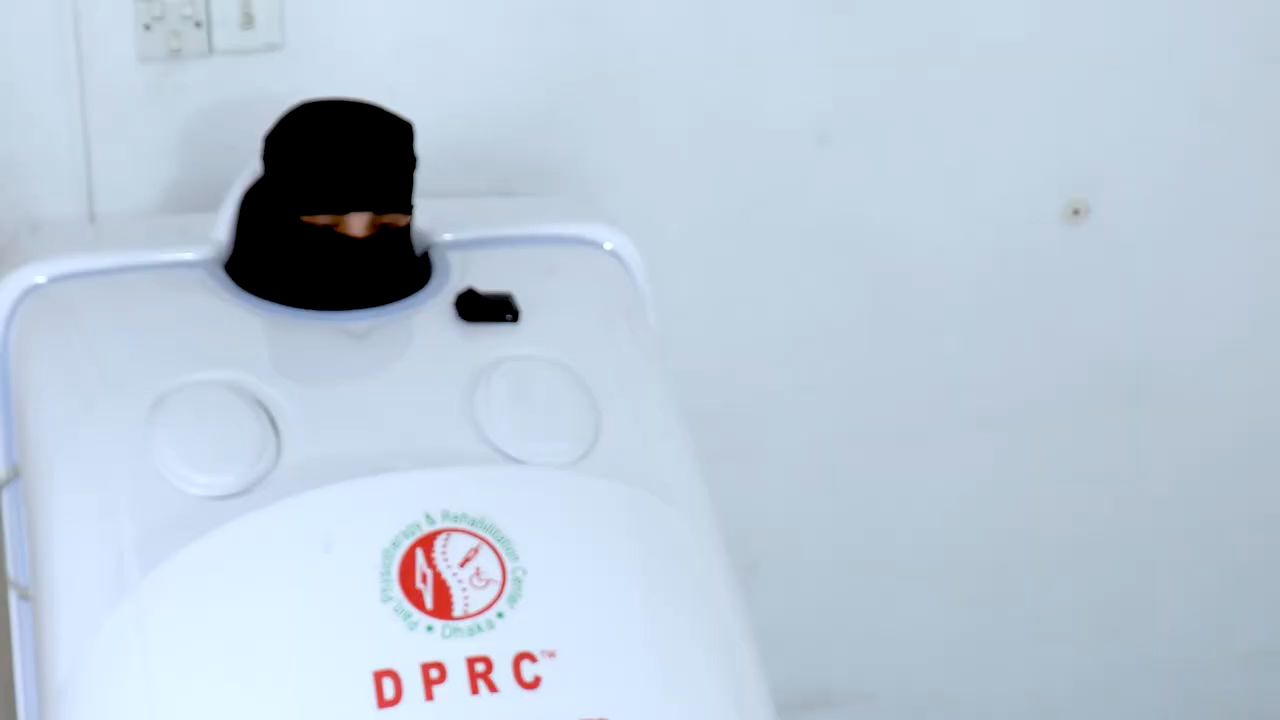 Pain, Physiotherapy & Rehabilitation Center
• Dhaka •
DPRC™